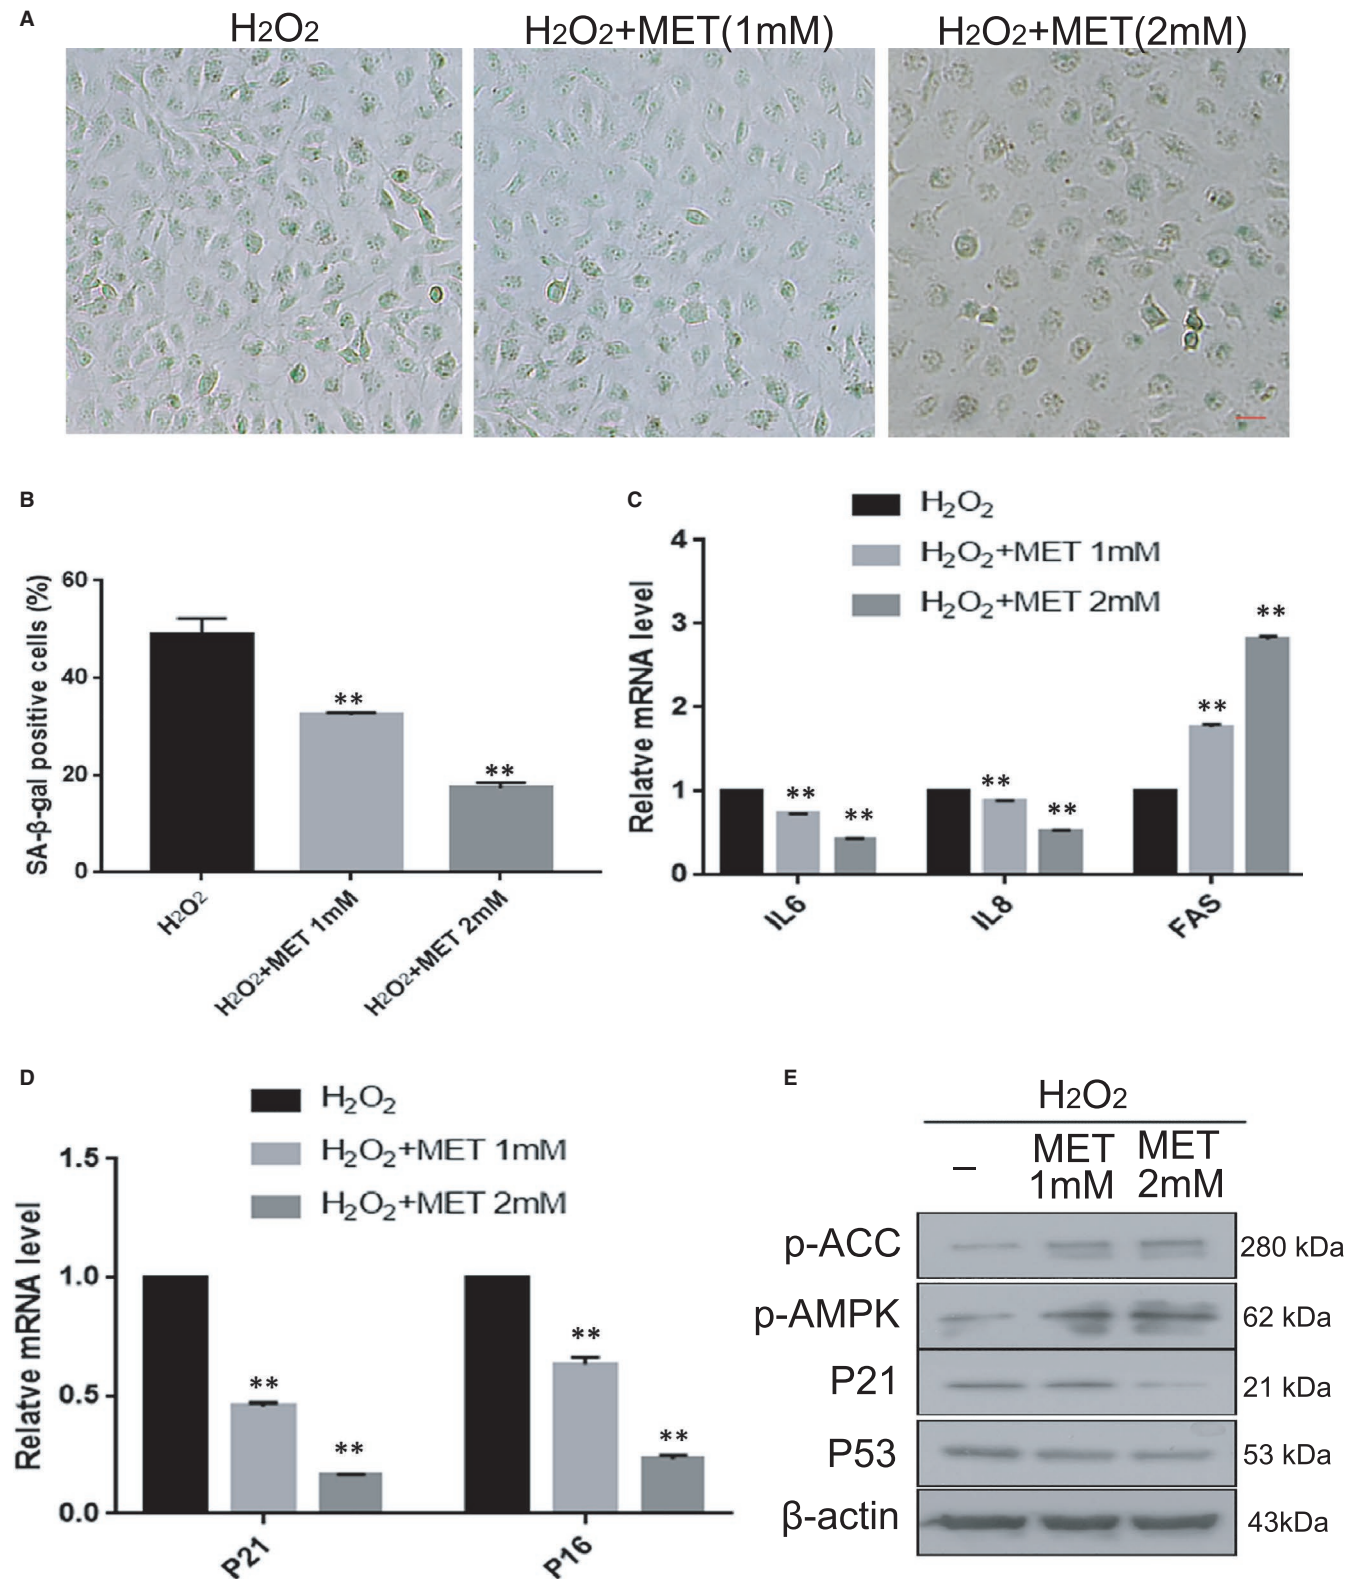 A
H2O2
H2O2+MET(1mM)
H2O2+MET(2mM)
B
SA-β-gal positive cells (%)
60
40
20
0
H2O2
H2O2+MET 1mM
H2O2+MET 2mM
**
**
C
H2O2
H2O2+MET 1mM
H2O2+MET 2mM
Relatve mRNA level
4
3
2
1
0
**
**
**
**
**
**
IL6
IL8
FAS
D
H2O2
H2O2+MET 1mM
H2O2+MET 2mM
Relatve mRNA level
1.5
1.0
0.5
0.0
**
**
**
**
P21
P16
E
H2O2
–
MET 1mM
MET 2mM
p-ACC 280 kDa
p-AMPK 62 kDa
P21 21 kDa
P53 53 kDa
β-actin 43kDa